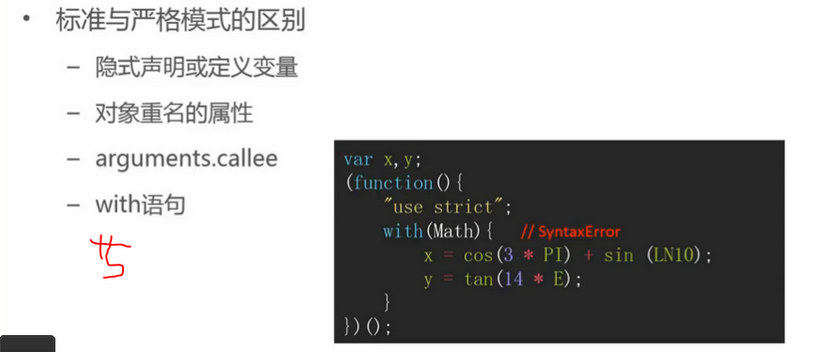 • 标准与严格模式的区别
– 隐式声明或定义变量
– 对象重名的属性
– arguments.callee
– with语句
var x,y;
(function(){
"use strict";
with(Math){ // SyntaxError
x = cos(3 * PI) + sin (LN10);
y = tan(14 * E);
}
})();